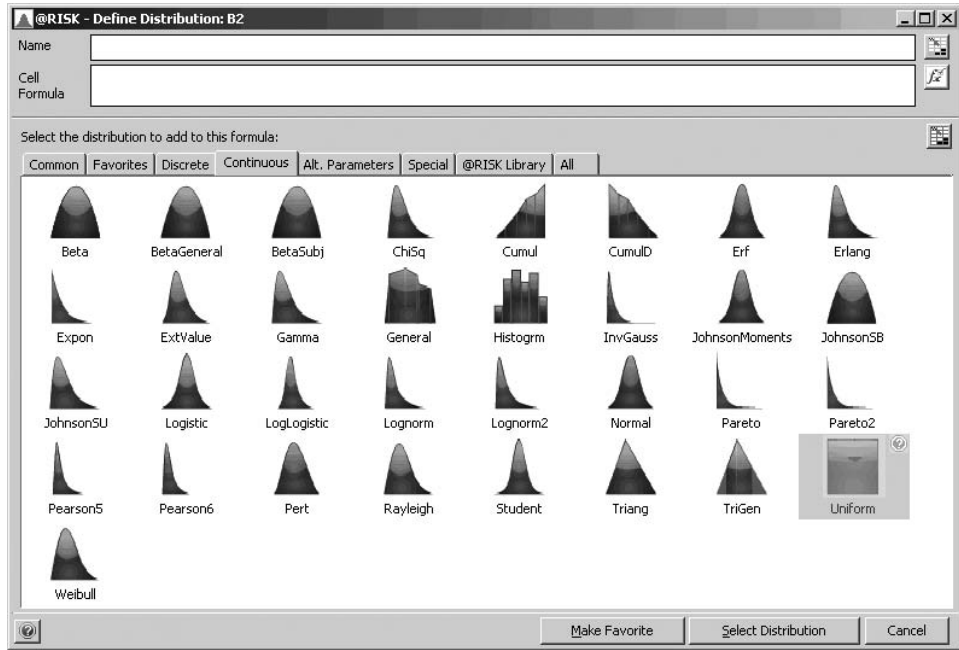 @RISK - Define Distribution: B2
Name
Cell
Formula
Select the distribution to add to this formula:
Common Favorites Discrete Continuous Alt. Parameters Special @RISK Library All
Beta BetaGeneral BetaSubj ChiSq Cumul CumulD Erf Erlang
Expon ExtValue Gamma General Histogrm InvGauss JohnsonMoments JohnsonSB
JohnsonSU Logistic LogLogistic Lognorm Lognorm2 Normal Pareto Pareto2
Pearson5 Pearson6 Pert Rayleigh Student Triang TriGen Uniform
Weibull
Make Favorite Select Distribution Cancel